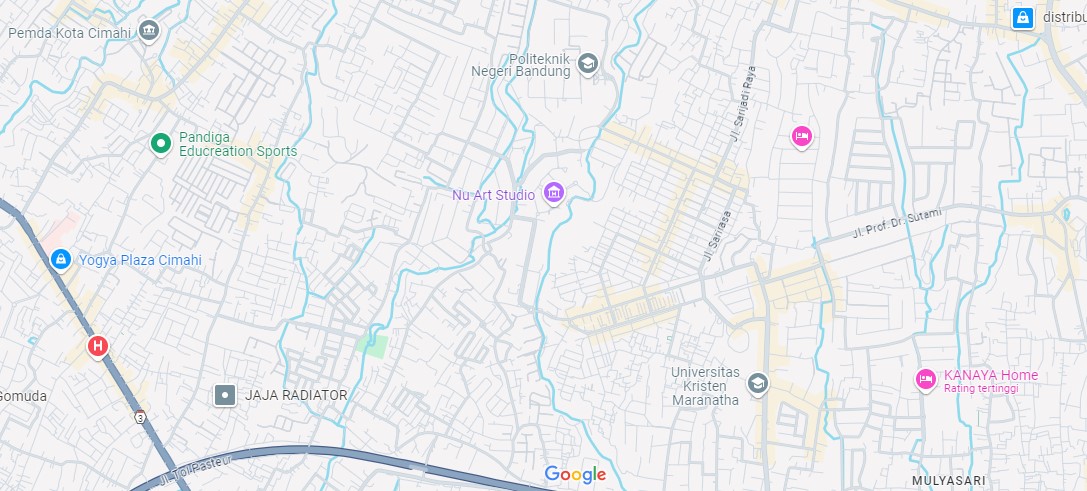 distribu
Pemda Kota Cimahi
Politeknik
Negeri Bandung
Jl. Sarijadi Raya
Pandiga
Educreation Sports
Nu Art Studio
Jl. Prof. Dr. Sutami
Jl. Sariasa
Yogya Plaza Cimahi
H
Universitas
Kristen
Maranatha
KANAYA Home
Rating tertinggi
Gomuda
JAJA RADIATOR
3
Jl. Tol Pasteur
Google
MULYASARI